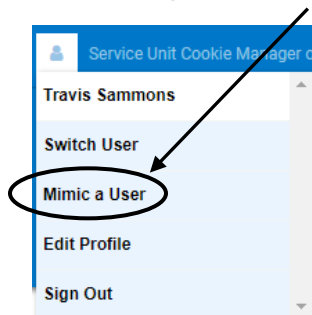 Service Unit Cookie Manager
Travis Sammons
Switch User
Mimic a User
Edit Profile
Sign Out